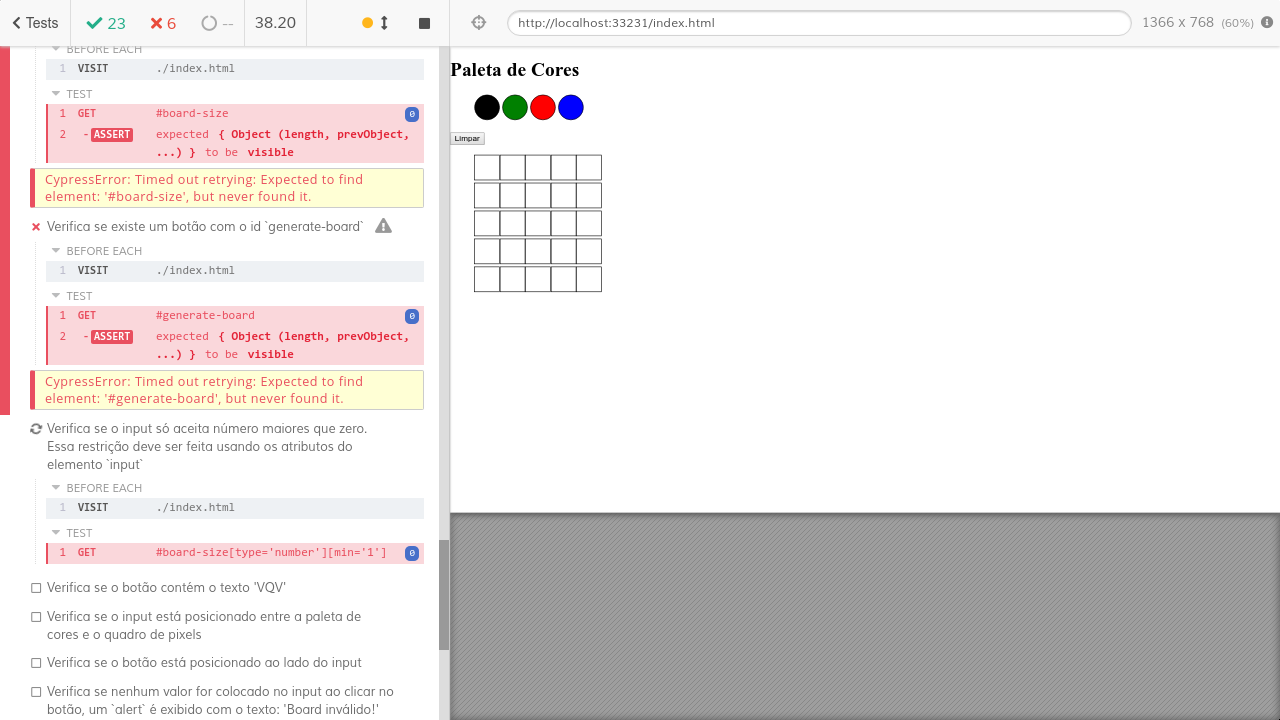 Tests 23 6 -- 38.20
http://localhost:33231/index.html 1366 x 768 (60%)
BEFORE EACH
1 VISIT ./index.html
TEST
1 GET #board-size 0
2 - ASSERT expected { Object (length, prevObject,
...) } to be visible
CypressError: Timed out retrying: Expected to find
element: '#board-size', but never found it.
Verifica se existe um botão com o id `generate-board`
BEFORE EACH
1 VISIT ./index.html
TEST
1 GET #generate-board 0
2 - ASSERT expected { Object (length, prevObject,
...) } to be visible
CypressError: Timed out retrying: Expected to find
element: '#generate-board', but never found it.
Verifica se o input só aceita número maiores que zero.
Essa restrição deve ser feita usando os atributos do
elemento `input`
BEFORE EACH
1 VISIT ./index.html
TEST
1 GET #board-size[type='number'][min='1'] 0
Verifica se o botão contém o texto 'VQV'
Verifica se o input está posicionado entre a paleta de
cores e o quadro de pixels
Verifica se o botão está posicionado ao lado do input
Verifica se nenhum valor for colocado no input ao clicar no
botão, um `alert` é exibido com o texto: 'Board inválido!'
Paleta de Cores
Limpar